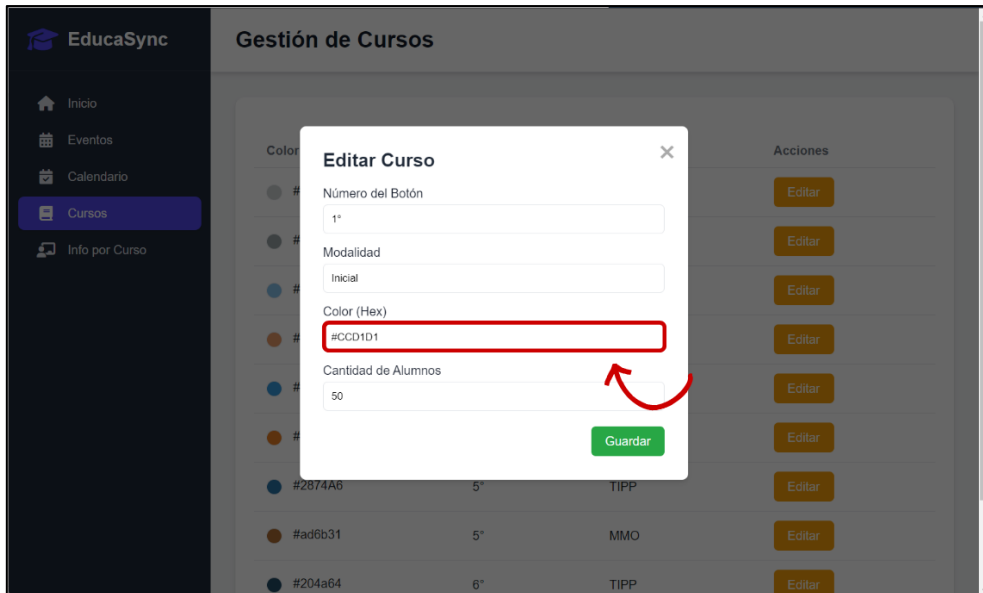 EducaSync
Gestión de Cursos
Inicio
Eventos
Calendario
Cursos
Info por Curso
Color
Acciones
#
Editar
#
Editar
#
Editar
#
Editar
#
Editar
#
Editar
Editar Curso
×
Número del Botón
1°
Modalidad
Inicial
Color (Hex)
#CCD1D1
Cantidad de Alumnos
50
Guardar
#2874A6 5° TIPP Editar
#ad6b31 5° MMO Editar
#204a64 6° TIPP Editar